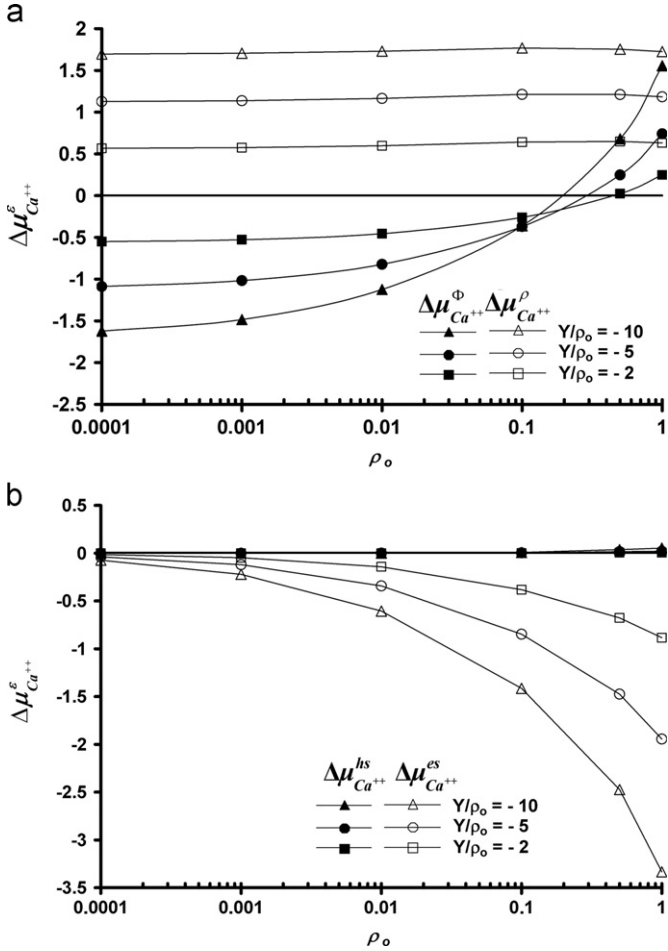 a
2
1.5
1
0.5
0
-0.5
-1
-1.5
-2
-2.5
Δμ^ε_Ca++
Δμ^Φ_Ca++ Δμ^ρ_Ca++
Y/ρo = - 10
Y/ρo = - 5
Y/ρo = - 2
0.0001 0.001 0.01 0.1 1
ρo
b
0.5
0
-0.5
-1
-1.5
-2
-2.5
-3
-3.5
Δμ^ε_Ca++
Δμ^hs_Ca++ Δμ^es_Ca++
Y/ρo = - 10
Y/ρo = - 5
Y/ρo = - 2
0.0001 0.001 0.01 0.1 1
ρo